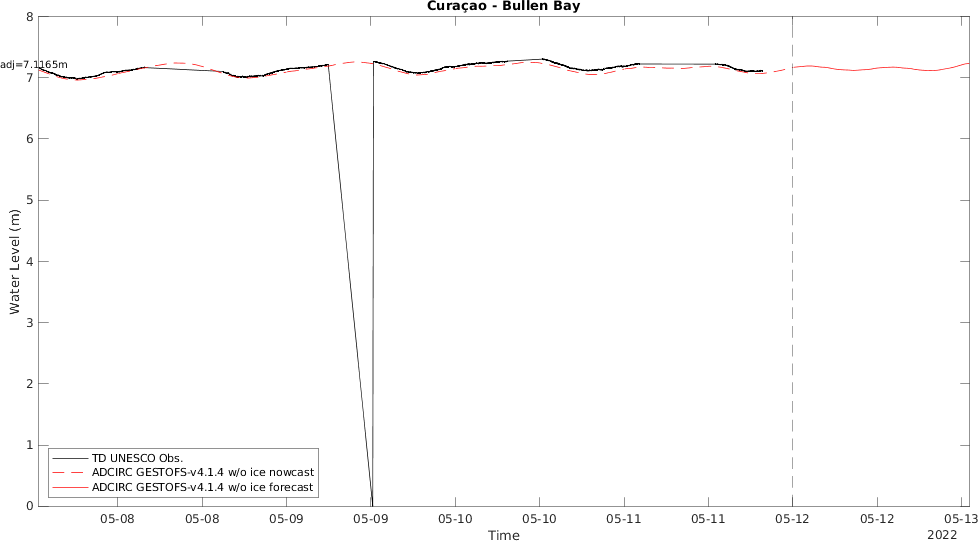 Curaçao - Bullen Bay
8
adj=7.1165m
7
6
5
4
3
2
1
0
Water Level (m)
TD UNESCO Obs.
ADCIRC GESTOFS-v4.1.4 w/o ice nowcast
ADCIRC GESTOFS-v4.1.4 w/o ice forecast
05-08 05-08 05-09 05-09 05-10 05-10 05-11 05-11 05-12 05-12 05-13
Time
2022